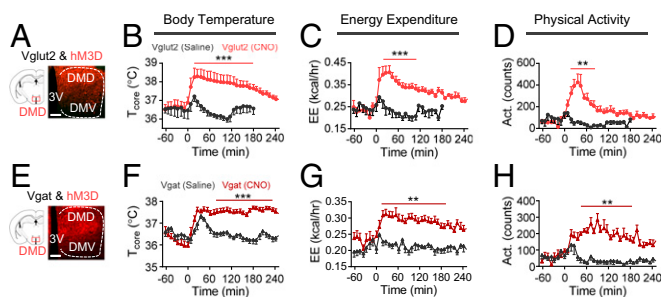 Body Temperature
Energy Expenditure
Physical Activity
A
Vglut2 & hM3D
DMD
DMV
3V
DMD
B
Vglut2 (Saline) Vglut2 (CNO)
***
Tcore (°C)
39
38
37
36
-60 0 60 120 180 240
Time (min)
C
***
EE (kcal/hr)
0.45
0.35
0.25
0.15
-60 0 60 120 180 240
Time (min)
D
**
Act. (counts)
600
400
200
0
-60 0 60 120 180 240
Time (min)
E
Vgat & hM3D
DMD
DMV
3V
DMD
F
Vgat (Saline) Vgat (CNO)
***
Tcore (°C)
39
38
37
36
35
-60 0 60 120 180 240
Time (min)
G
**
EE (kcal/hr)
0.35
0.30
0.25
0.20
0.15
-60 0 60 120 180 240
Time (min)
H
**
Act. (counts)
400
300
200
100
0
-60 0 60 120 180 240
Time (min)